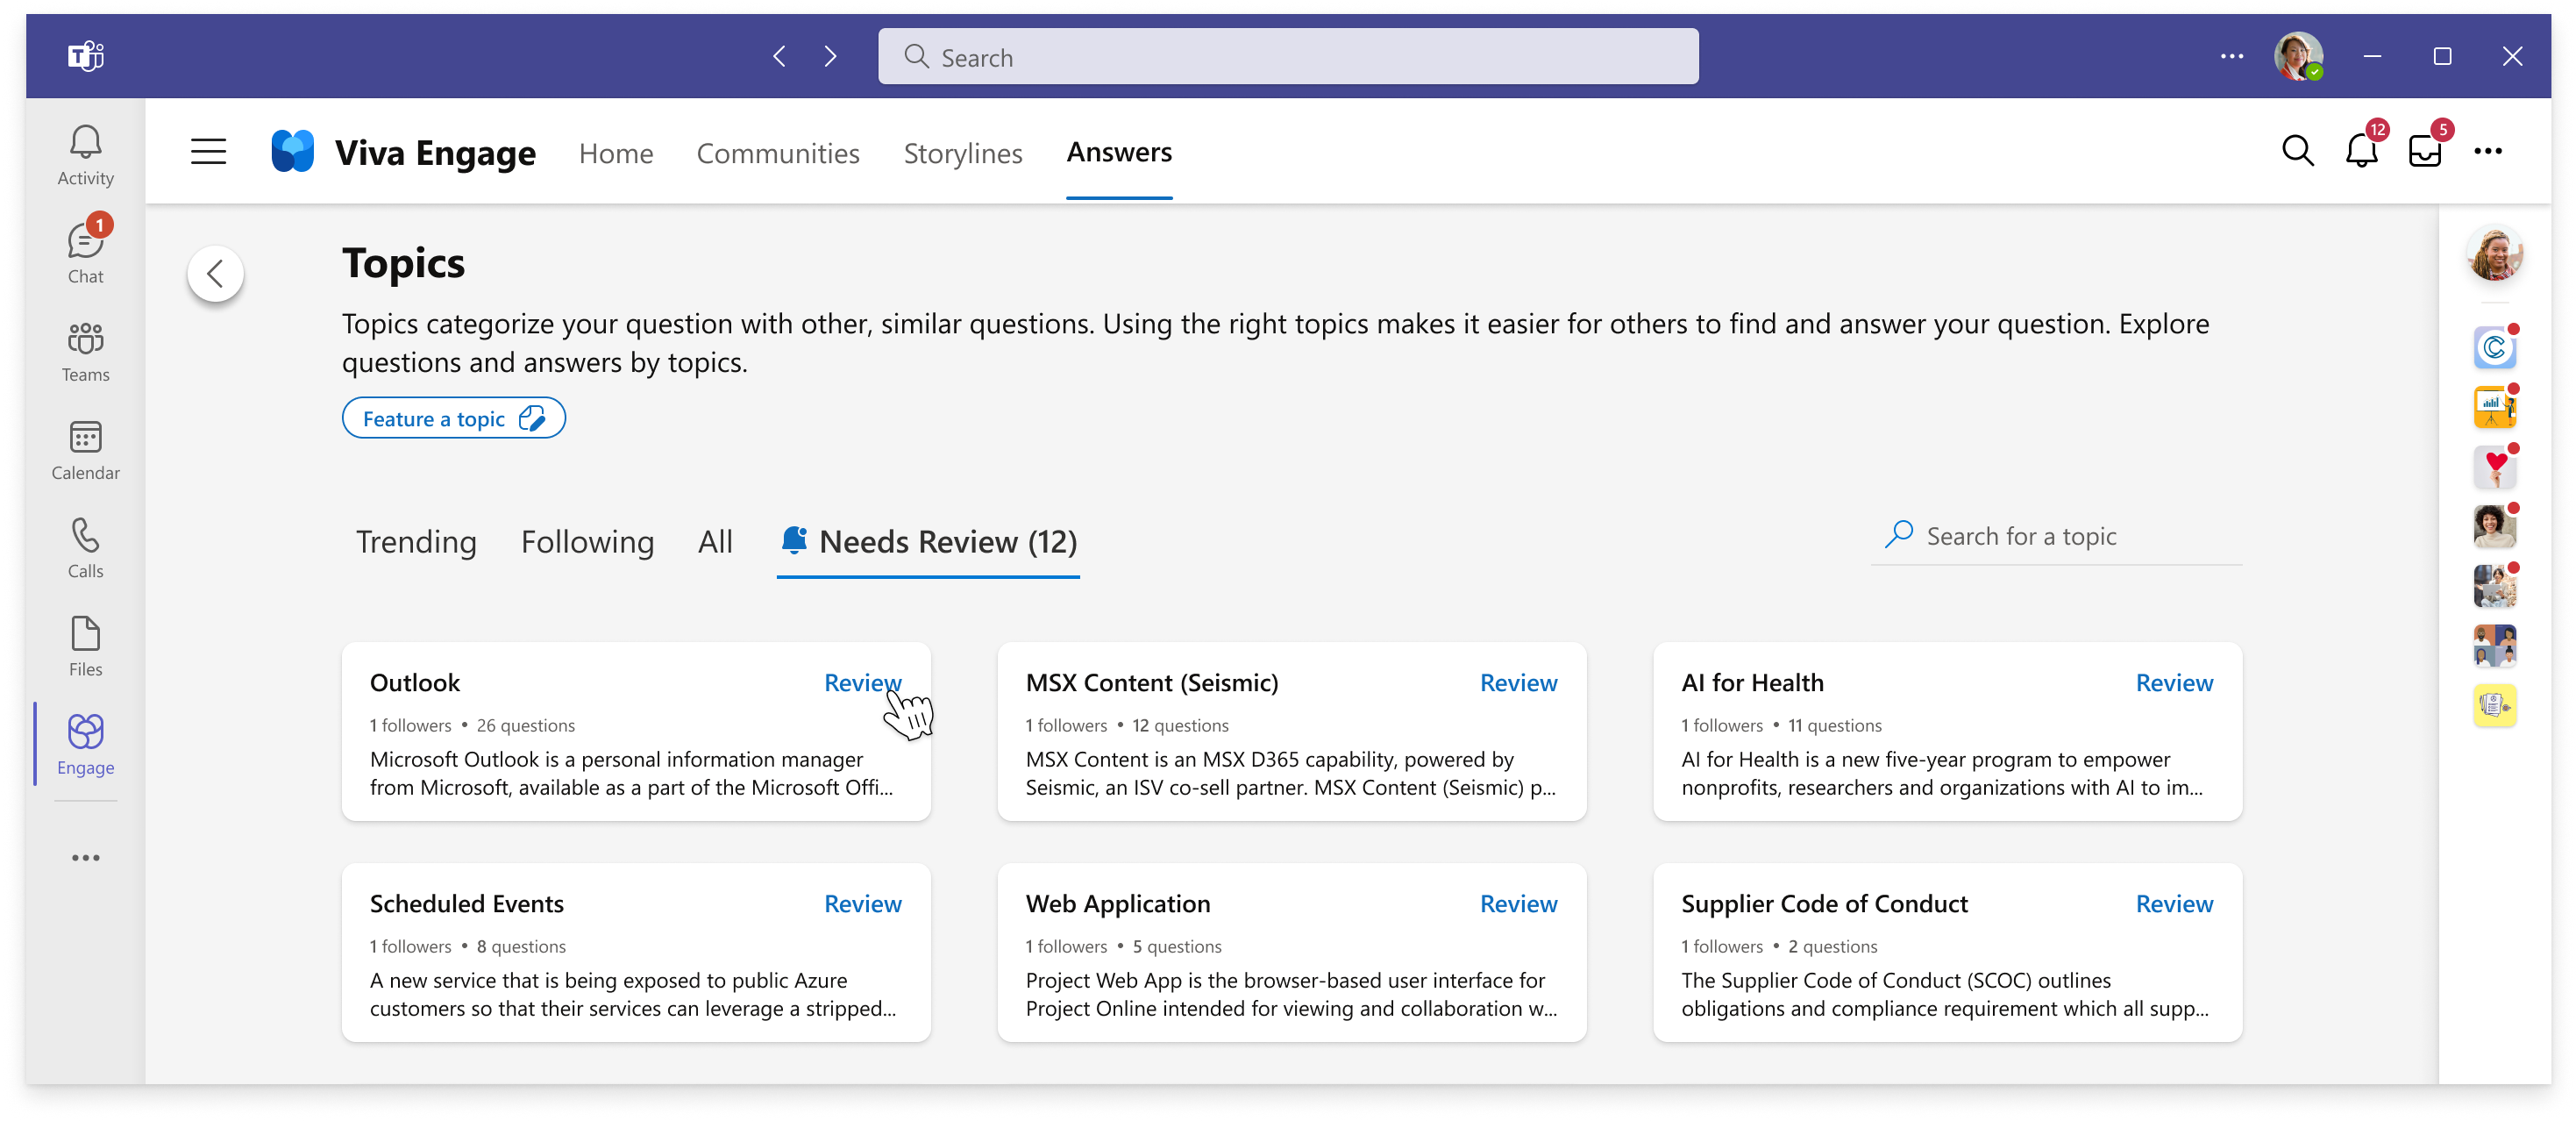 Search
Activity
1
Chat
Teams
Calendar
Calls
Files
Engage
Viva Engage
Home
Communities
Storylines
Answers
12
5
Topics
Topics categorize your question with other, similar questions. Using the right topics makes it easier for others to find and answer your question. Explore
questions and answers by topics.
Feature a topic
Trending
Following
All
Needs Review (12)
Search for a topic
Outlook
Review
1 followers • 26 questions
Microsoft Outlook is a personal information manager
from Microsoft, available as a part of the Microsoft Offi...
MSX Content (Seismic)
Review
1 followers • 12 questions
MSX Content is an MSX D365 capability, powered by
Seismic, an ISV co-sell partner. MSX Content (Seismic) p...
AI for Health
Review
1 followers • 11 questions
AI for Health is a new five-year program to empower
nonprofits, researchers and organizations with AI to im...
Scheduled Events
Review
1 followers • 8 questions
A new service that is being exposed to public Azure
customers so that their services can leverage a stripped...
Web Application
Review
1 followers • 5 questions
Project Web App is the browser-based user interface for
Project Online intended for viewing and collaboration w...
Supplier Code of Conduct
Review
1 followers • 2 questions
The Supplier Code of Conduct (SCOC) outlines
obligations and compliance requirement which all supp...